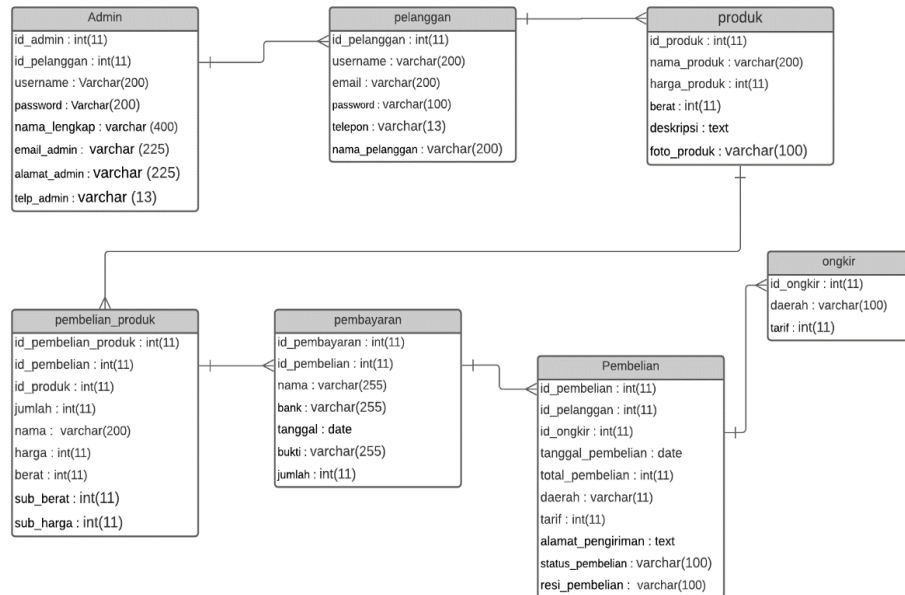 Admin
id_admin : int(11)
id_pelanggan : int(11)
username : Varchar(200)
password : Varchar(200)
nama_lengkap : varchar (400)
email_admin : varchar (225)
alamat_admin : varchar (225)
telp_admin : varchar (13)
pelanggan
id_pelanggan : int(11)
username : varchar(200)
email : varchar(200)
password : varchar(100)
telepon : varchar(13)
nama_pelanggan : varchar(200)
produk
id_produk : int(11)
nama_produk : varchar(200)
harga_produk : int(11)
berat : int(11)
deskripsi : text
foto_produk : varchar(100)
ongkir
id_ongkir : int(11)
daerah : varchar(100)
tarif : int(11)
pembelian_produk
id_pembelian_produk : int(11)
id_pembelian : int(11)
id_produk : int(11)
jumlah : int(11)
nama : varchar(200)
harga : int(11)
berat : int(11)
sub_berat : int(11)
sub_harga : int(11)
pembayaran
id_pembayaran : int(11)
id_pembelian : int(11)
nama : varchar(255)
bank : varchar(255)
tanggal : date
bukti : varchar(255)
jumlah : int(11)
Pembelian
id_pembelian : int(11)
id_pelanggan : int(11)
id_ongkir : int(11)
tanggal_pembelian : date
total_pembelian : int(11)
daerah : varchar(11)
tarif : int(11)
alamat_pengiriman : text
status_pembelian : varchar(100)
resi_pembelian : varchar(100)